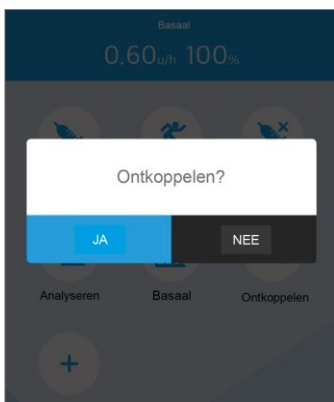 Basaal
0.60u/h 100%
Ontkoppelen?
JA
NEE
Analyseren
Basaal
Ontkoppelen